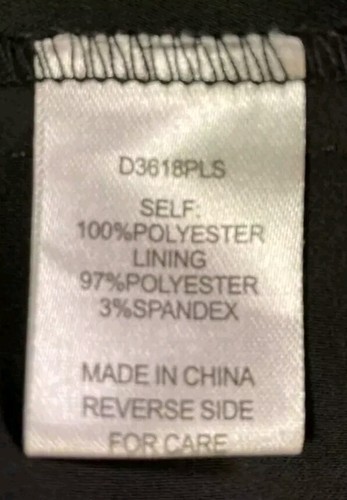 D3618PLS
SELF:
100%POLYESTER
LINING
97%POLYESTER
3%SPANDEX
MADE IN CHINA
REVERSE SIDE
FOR CARE